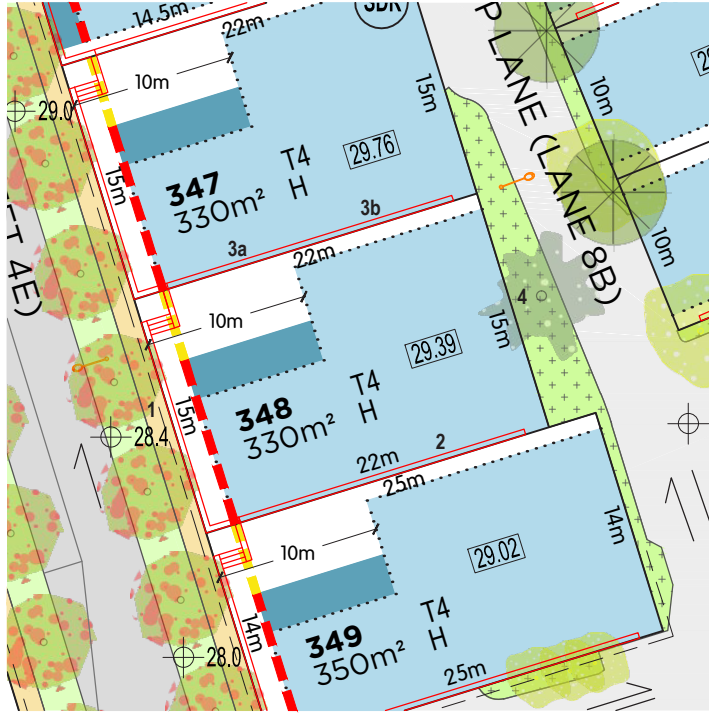 14.5m
22m
3DR
P LANE (LANE 8B)
10m
29.0
10m
15m
29.76
T4
H
347
330m²
15m
3b
3a
22m
10m
10m
FT 4E)
4
15m
29.39
T4
H
348
330m²
1
15m
28.4
2
22m
25m
10m
29.02
14m
T4
H
349
350m²
14m
28.0
25m